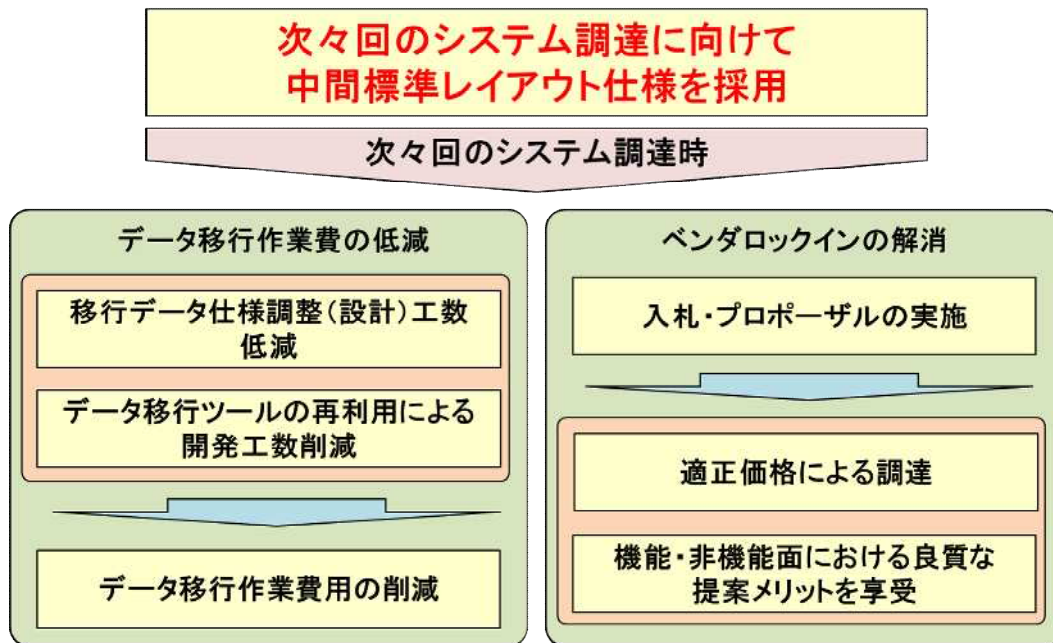 次々回のシステム調達に向けて
中間標準レイアウト仕様を採用
次々回のシステム調達時
データ移行作業費の低減
移行データ仕様調整(設計)工数
低減
データ移行ツールの再利用による
開発工数削減
データ移行作業費用の削減
ベンダロックインの解消
入札・プロポーザルの実施
適正価格による調達
機能・非機能面における良質な
提案メリットを享受